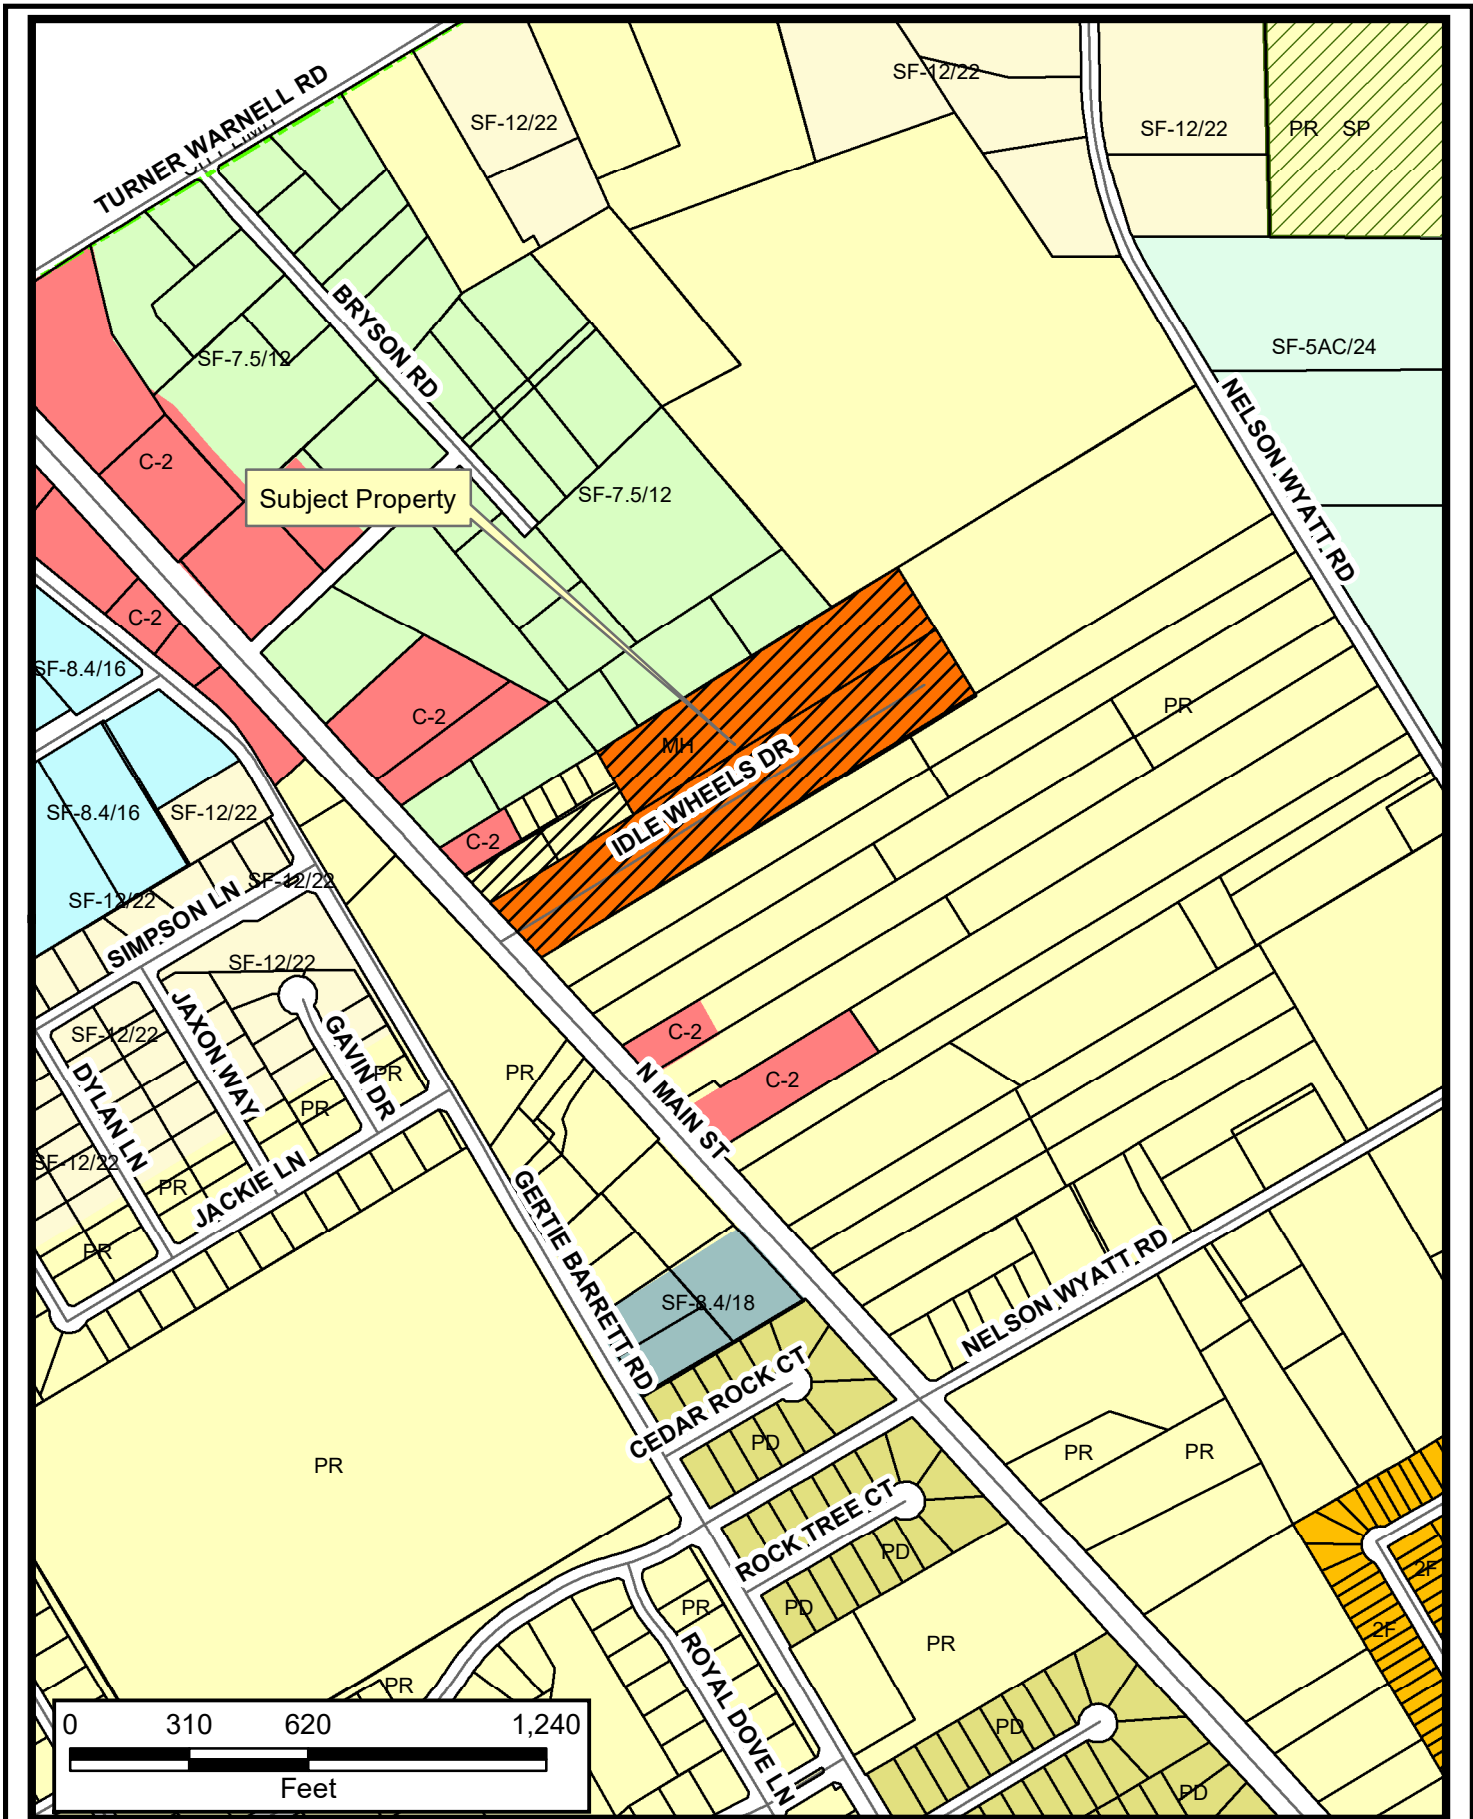 TURNER WARNELL RD
SF-12/22
SF-12/22
SF-12/22
PR SP
SF-5AC/24
BRYSON RD
SF-7.5/12
NELSON WYATT RD
C-2
Subject Property
SF-7.5/12
C-2
SF-8.4/16
C-2
PR
MH
IDLE WHEELS DR
SF-8.4/16
SF-12/22
C-2
SF-12/22
SF-12/22
SIMPSON LN
SF-12/22
JAXON WAY
GAVIN DR
SF-12/22
C-2
PR
PR
N MAIN ST
C-2
DYLAN LN
PR
SF-12/22
PR
JACKIE LN
GERTIE BARRETT RD
PR
NELSON WYATT RD
SF-8.4/18
CEDAR ROCK CT
PD
PR
PR
PR
ROCK TREE CT
PD
2F
PR
PD
2F
PR
ROYAL DOVE LN
PR
PD
PD
0 310 620 1,240
Feet